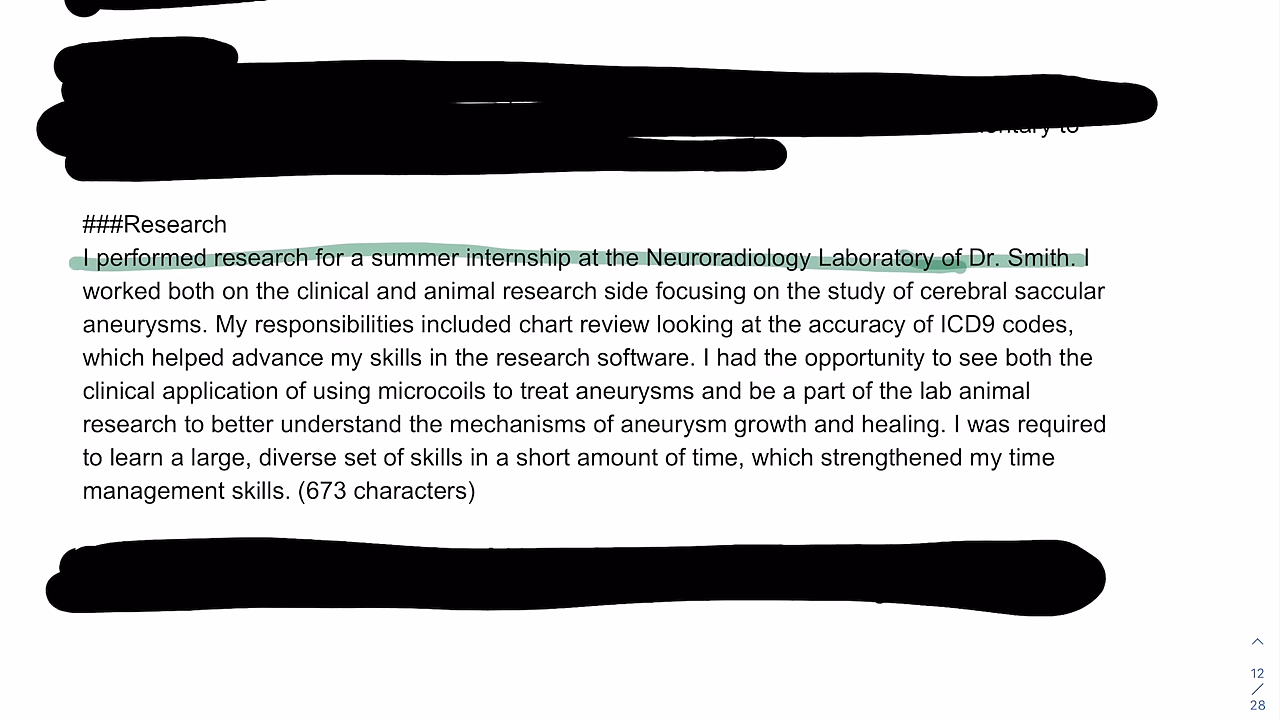 to
###Research
I performed research for a summer internship at the Neuroradiology Laboratory of Dr. Smith. I
worked both on the clinical and animal research side focusing on the study of cerebral saccular
aneurysms. My responsibilities included chart review looking at the accuracy of ICD9 codes,
which helped advance my skills in the research software. I had the opportunity to see both the
clinical application of using microcoils to treat aneurysms and be a part of the lab animal
research to better understand the mechanisms of aneurysm growth and healing. I was required
to learn a large, diverse set of skills in a short amount of time, which strengthened my time
management skills. (673 characters)
12
/
28